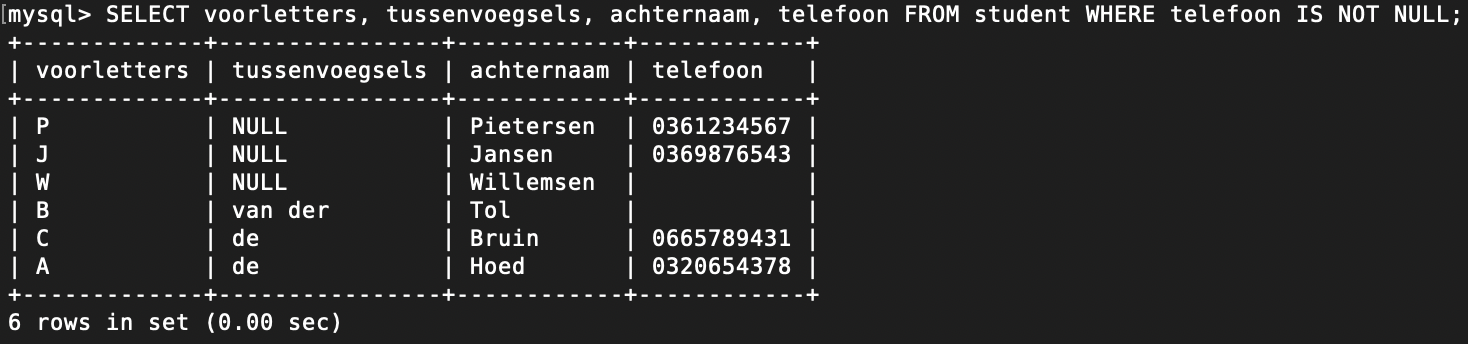 [mysql> SELECT voorletters, tussenvoegsels, achternaam, telefoon FROM student WHERE telefoon IS NOT NULL;
+-------------+----------------+------------+------------+
| voorletters | tussenvoegsels | achternaam | telefoon   |
+-------------+----------------+------------+------------+
| P           | NULL           | Pietersen  | 0361234567 |
| J           | NULL           | Jansen     | 0369876543 |
| W           | NULL           | Willemsen  |            |
| B           | van der        | Tol        |            |
| C           | de             | Bruin      | 0665789431 |
| A           | de             | Hoed       | 0320654378 |
+-------------+----------------+------------+------------+
6 rows in set (0.00 sec)